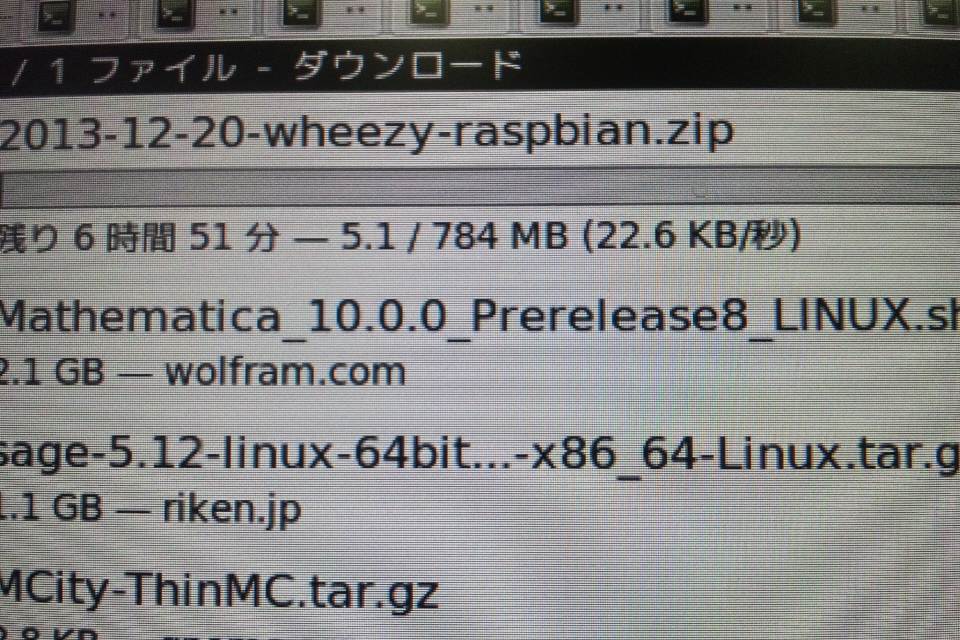 / 1 ファイル - ダウンロード
2013-12-20-wheezy-raspbian.zip
残り 6 時間 51 分 — 5.1 / 784 MB (22.6 KB/秒)
Mathematica_10.0.0_Prerelease8_LINUX.sh
2.1 GB — wolfram.com
sage-5.12-linux-64bit...-x86_64-Linux.tar.g
1.1 GB — riken.jp
MCity-ThinMC.tar.gz